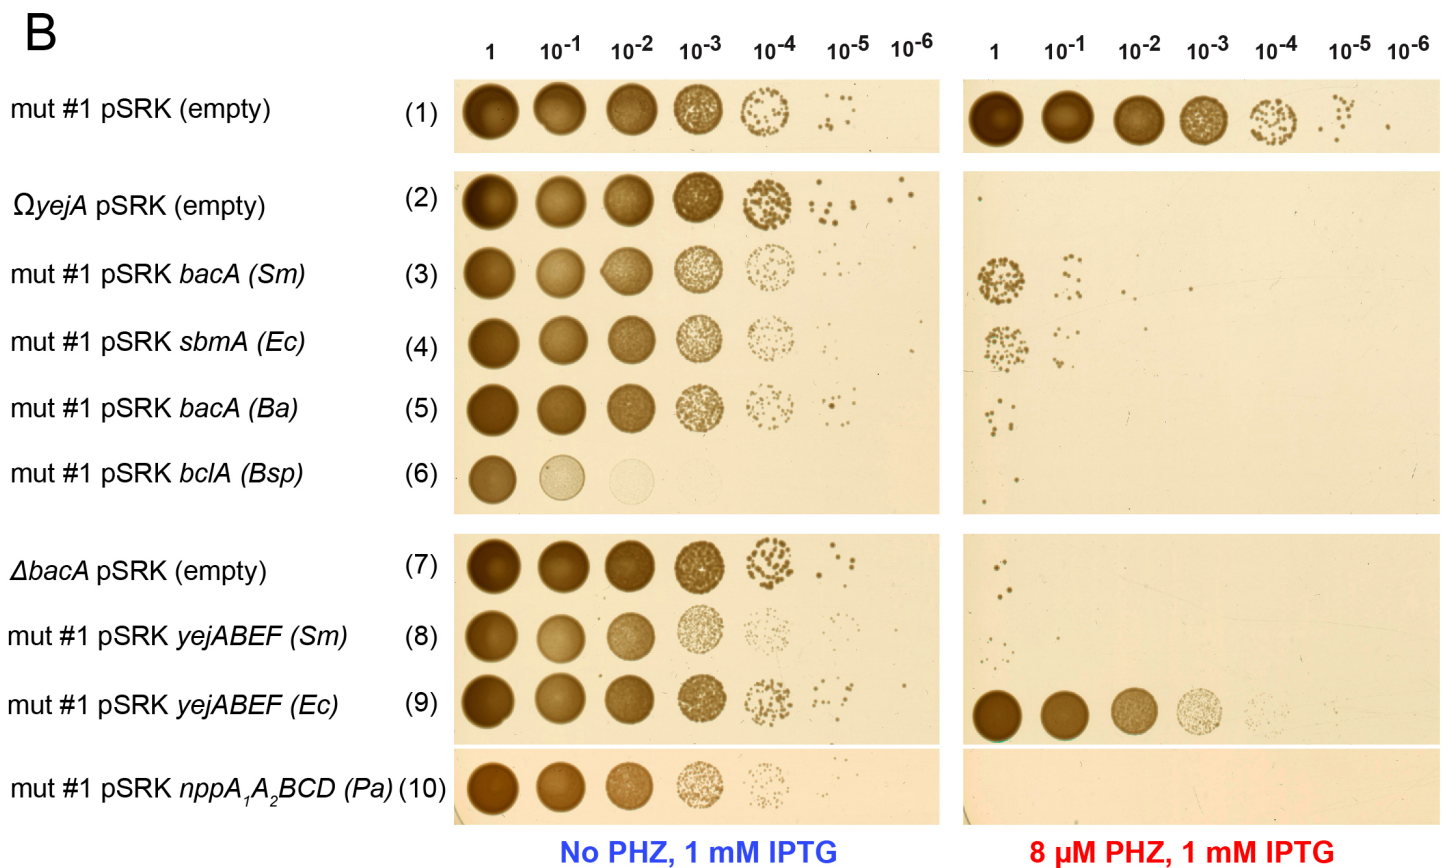 B
1 10-1 10-2 10-3 10-4 10-5 10-6 1 10-1 10-2 10-3 10-4 10-5 10-6
mut #1 pSRK (empty) (1)
ΩyejA pSRK (empty) (2)
mut #1 pSRK bacA (Sm) (3)
mut #1 pSRK sbmA (Ec) (4)
mut #1 pSRK bacA (Ba) (5)
mut #1 pSRK bclA (Bsp) (6)
ΔbacA pSRK (empty) (7)
mut #1 pSRK yejABEF (Sm) (8)
mut #1 pSRK yejABEF (Ec) (9)
mut #1 pSRK nppA1A2BCD (Pa) (10)
No PHZ, 1 mM IPTG 8 µM PHZ, 1 mM IPTG